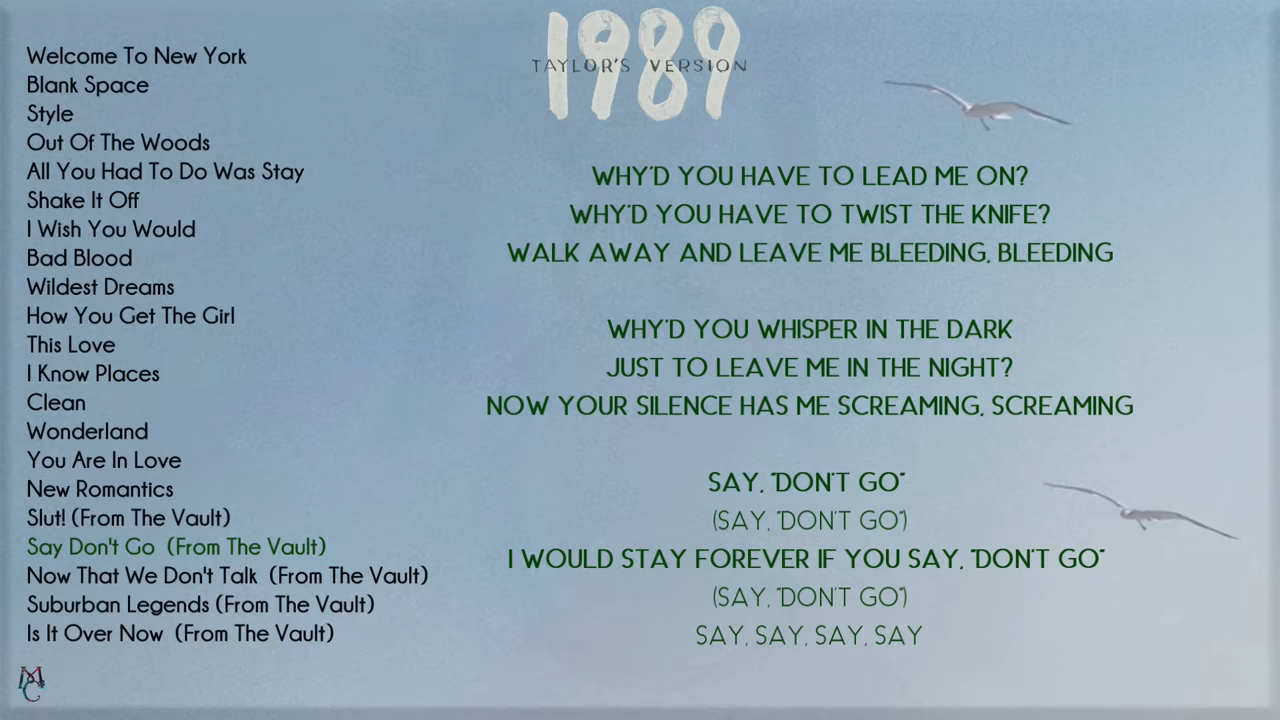 1989
TAYLOR'S VERSION
Welcome To New York
Blank Space
Style
Out Of The Woods
All You Had To Do Was Stay
Shake It Off
I Wish You Would
Bad Blood
Wildest Dreams
How You Get The Girl
This Love
I Know Places
Clean
Wonderland
You Are In Love
New Romantics
Slut! (From The Vault)
Say Don't Go (From The Vault)
Now That We Don't Talk (From The Vault)
Suburban Legends (From The Vault)
Is It Over Now (From The Vault)
WHY'D YOU HAVE TO LEAD ME ON?
WHY'D YOU HAVE TO TWIST THE KNIFE?
WALK AWAY AND LEAVE ME BLEEDING, BLEEDING
WHY'D YOU WHISPER IN THE DARK
JUST TO LEAVE ME IN THE NIGHT?
NOW YOUR SILENCE HAS ME SCREAMING, SCREAMING
SAY, "DON'T GO"
(SAY, "DON'T GO")
I WOULD STAY FOREVER IF YOU SAY, "DON'T GO"
(SAY, "DON'T GO")
SAY, SAY, SAY, SAY